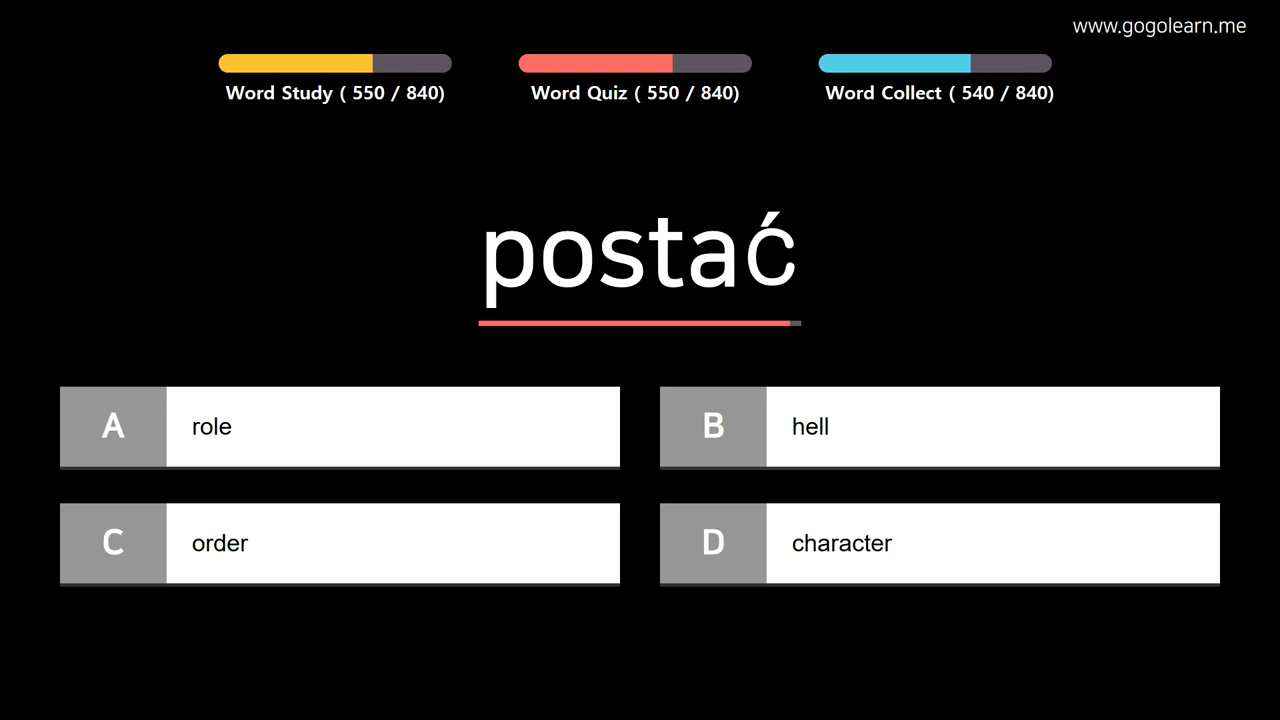 www.gogolearn.me
Word Study ( 550 / 840)
Word Quiz ( 550 / 840)
Word Collect ( 540 / 840)
postać
A role
B hell
C order
D character